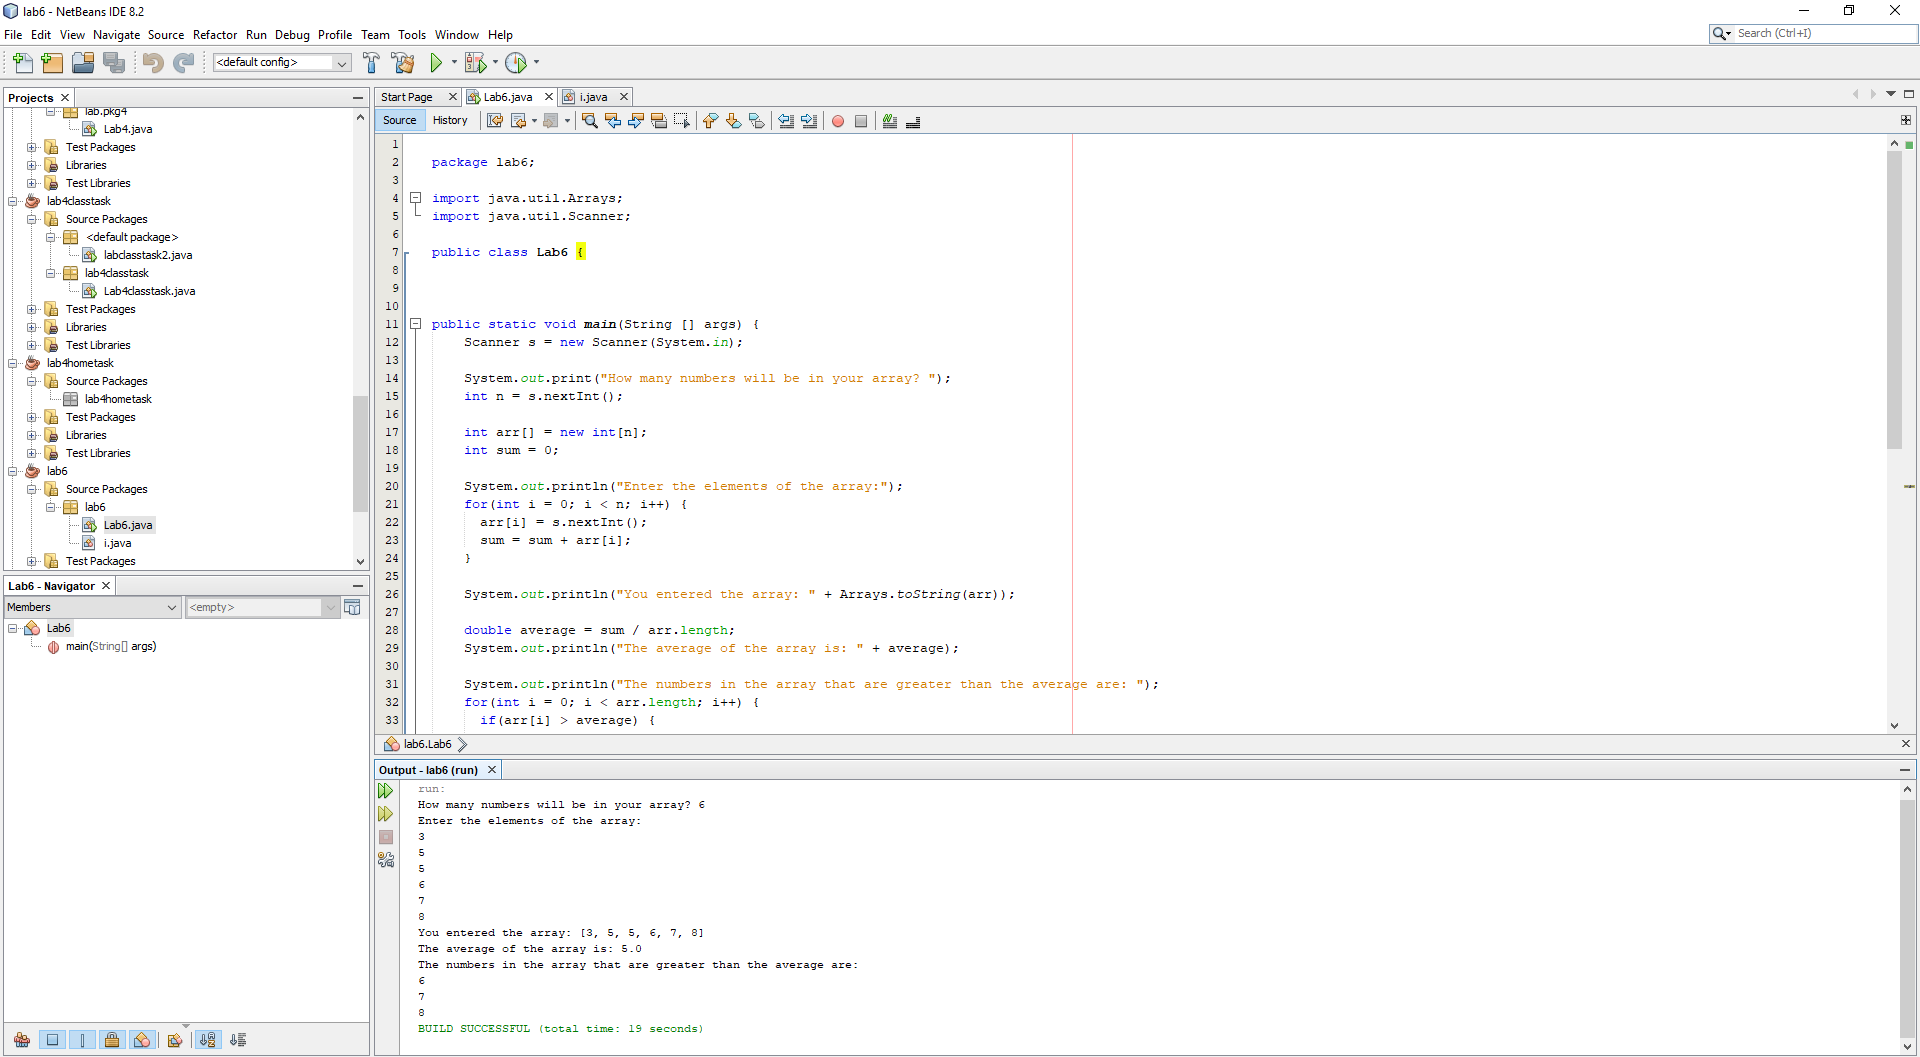 lab6 - NetBeans IDE 8.2
File Edit View Navigate Source Refactor Run Debug Profile Team Tools Window Help
Search (Ctrl+I)
<default config>
Projects
lab.pkg4
Lab4.java
Test Packages
Libraries
Test Libraries
lab4classtask
Source Packages
<default package>
labclasstask2.java
lab4classtask
Lab4classtask.java
Test Packages
Libraries
Test Libraries
lab4hometask
Source Packages
lab4hometask
Test Packages
Libraries
Test Libraries
lab6
Source Packages
lab6
Lab6.java
i.java
Test Packages
Lab6 - Navigator
Members <empty>
Lab6
main(String[] args)
Start Page Lab6.java i.java
Source History
1
2 package lab6;
3
4 import java.util.Arrays;
5 import java.util.Scanner;
6
7 public class Lab6 {
8
9
10
11 public static void main(String [] args) {
12 Scanner s = new Scanner(System.in);
13
14 System.out.print("How many numbers will be in your array? ");
15 int n = s.nextInt();
16
17 int arr[] = new int[n];
18 int sum = 0;
19
20 System.out.println("Enter the elements of the array:");
21 for(int i = 0; i < n; i++) {
22 arr[i] = s.nextInt();
23 sum = sum + arr[i];
24 }
25
26 System.out.println("You entered the array: " + Arrays.toString(arr));
27
28 double average = sum / arr.length;
29 System.out.println("The average of the array is: " + average);
30
31 System.out.println("The numbers in the array that are greater than the average are: ");
32 for(int i = 0; i < arr.length; i++) {
33 if(arr[i] > average) {
lab6.Lab6
Output - lab6 (run)
run:
How many numbers will be in your array? 6
Enter the elements of the array:
3
5
5
6
7
8
You entered the array: [3, 5, 5, 6, 7, 8]
The average of the array is: 5.0
The numbers in the array that are greater than the average are:
6
7
8
BUILD SUCCESSFUL (total time: 19 seconds)